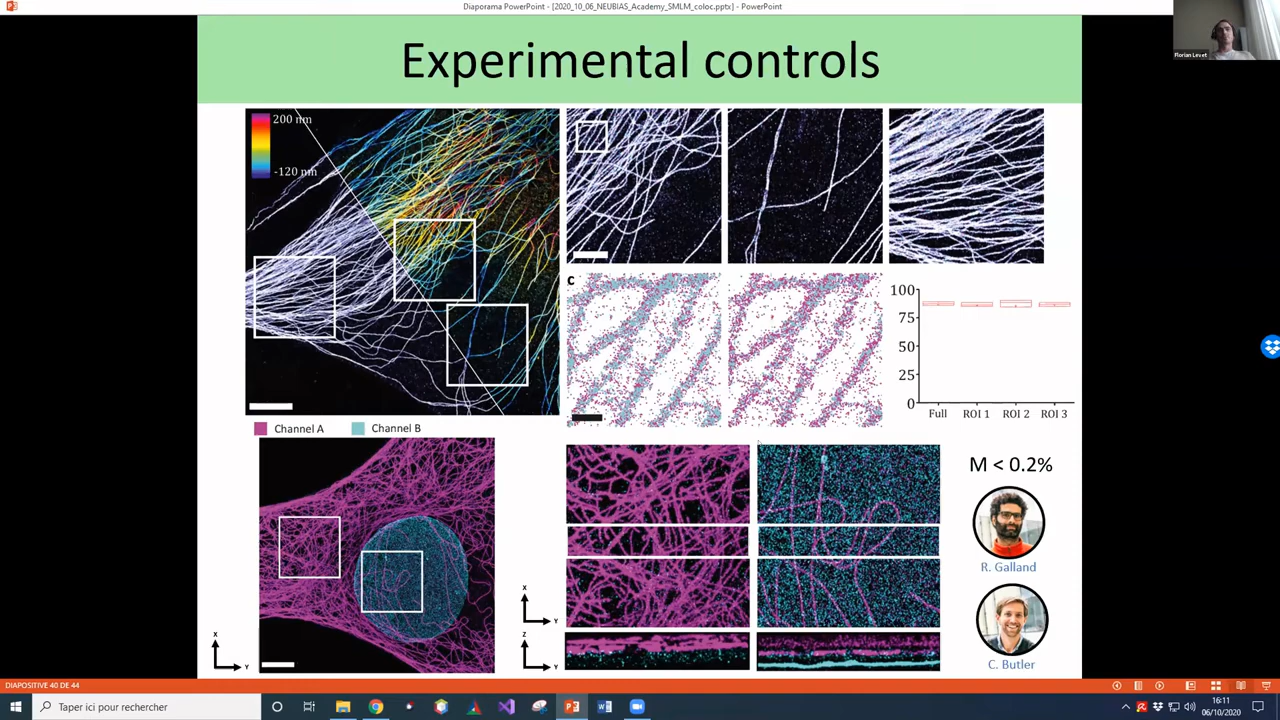 Diaporama PowerPoint - [2020_10_06_NEUBIAS_Academy_SMLM_coloc.pptx] - PowerPoint
Florian Levet
Experimental controls
200 nm
-120 nm
c
100
75
50
25
0
Full ROI 1 ROI 2 ROI 3
Channel A Channel B
M < 0.2%
R. Galland
C. Butler
X
Y
Z
Y
X
Y
DIAPOSITIVE 40 DE 44
Taper ici pour rechercher
16:11
06/10/2020